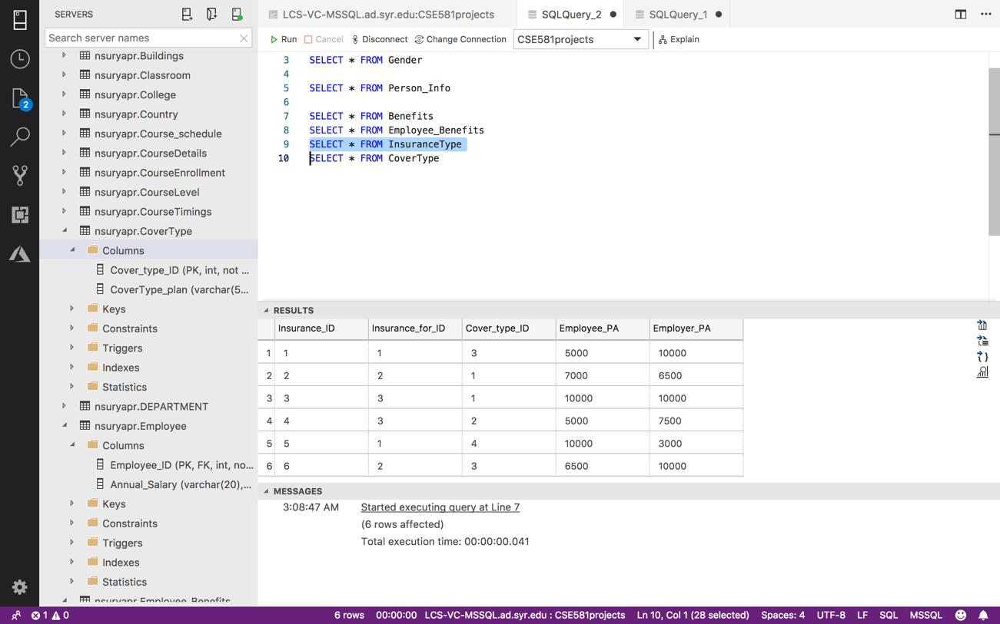 SERVERS
Search server names
nsuryapr.Buildings
nsuryapr.Classroom
nsuryapr.College
nsuryapr.Country
nsuryapr.Course_schedule
nsuryapr.CourseDetails
nsuryapr.CourseEnrollment
nsuryapr.CourseLevel
nsuryapr.CourseTimings
nsuryapr.CoverType
Columns
Cover_type_ID (PK, int, not ...
CoverType_plan (varchar(5...
Keys
Constraints
Triggers
Indexes
Statistics
nsuryapr.DEPARTMENT
nsuryapr.Employee
Columns
Employee_ID (PK, FK, int, no...
Annual_Salary (varchar(20),...
Keys
Constraints
Triggers
Indexes
Statistics
nsuryapr.Employee_Benefits
2
LCS-VC-MSSQL.ad.syr.edu:CSE581projects SQLQuery_2 SQLQuery_1
Run Cancel Disconnect Change Connection CSE581projects Explain
3 SELECT * FROM Gender
4
5 SELECT * FROM Person_Info
6
7 SELECT * FROM Benefits
8 SELECT * FROM Employee_Benefits
9 SELECT * FROM InsuranceType
10 SELECT * FROM CoverType
RESULTS
Insurance_ID Insurance_for_ID Cover_type_ID Employee_PA Employer_PA
1 1 1 3 5000 10000
2 2 2 1 7000 6500
3 3 3 1 10000 10000
4 4 3 2 5000 7500
5 5 1 4 10000 3000
6 6 2 3 6500 10000
MESSAGES
3:08:47 AM Started executing query at Line 7
(6 rows affected)
Total execution time: 00:00:00.041
1 0 6 rows 00:00:00 LCS-VC-MSSQL.ad.syr.edu : CSE581projects Ln 10, Col 1 (28 selected) Spaces: 4 UTF-8 LF SQL MSSQL